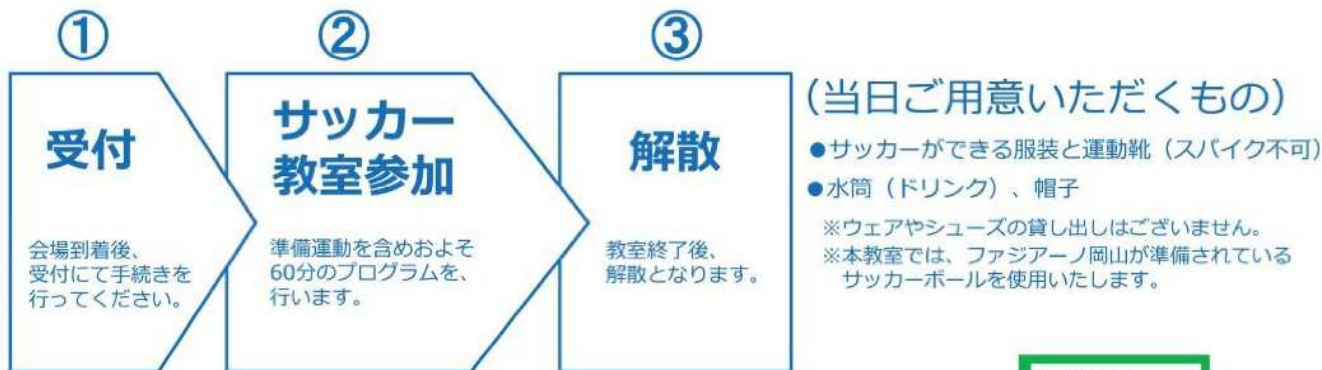 ①
受付
会場到着後、
受付にて手続きを
行ってください。
②
サッカー
教室参加
準備運動を含めおよそ
60分のプログラムを、
行います。
③
解散
教室終了後、
解散となります。
(当日ご用意いただくもの)
●サッカーができる服装と運動靴（スパイク不可）
●水筒（ドリンク）、帽子
※ウェアやシューズの貸し出しはございません。
※本教室では、ファジアーノ岡山が準備されている
サッカーボールを使用いたします。